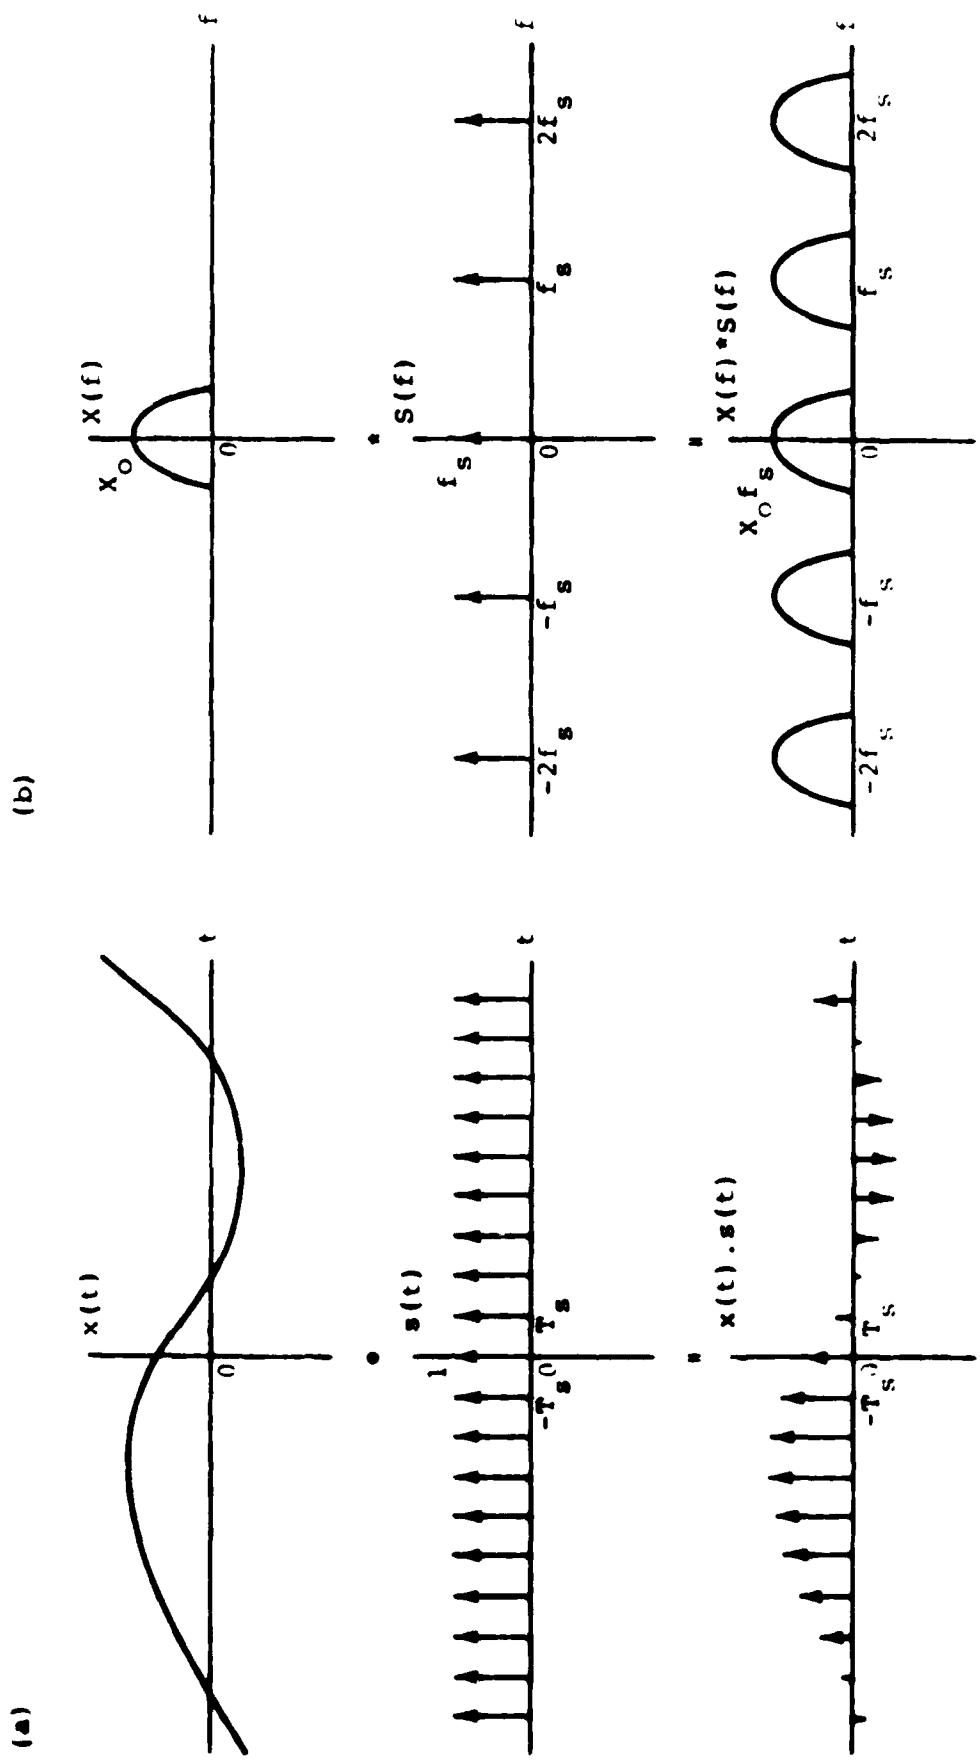 (a)
x(t)
0
t
•
s(t)
1
-Ts
0
Ts
t
=
x(t).s(t)
-Ts
0
Ts
t
(b)
X(f)
Xo
0
f
*
S(f)
fs
-2fs
-fs
0
fs
2fs
f
=
X(f)*S(f)
Xofs
-2fs
-fs
0
fs
2fs
f